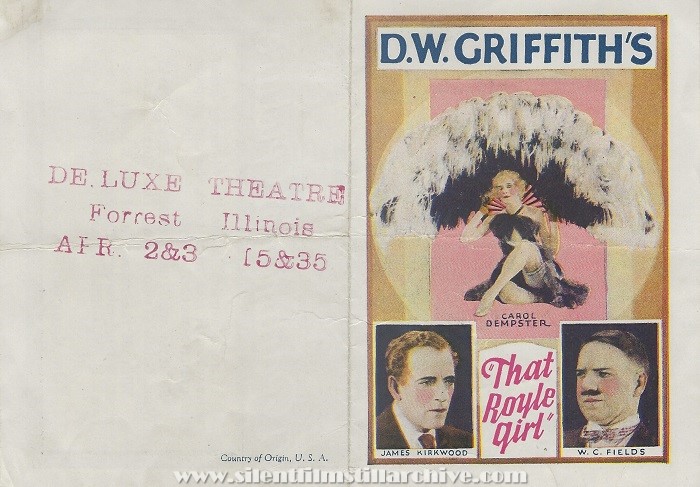 DE.LUXE THEATRE
Forrest Illinois
APR. 2&3 15&35
Country of Origin, U. S. A.
D.W. GRIFFITH'S
CAROL
DEMPSTER
"That
Royle
Girl"
JAMES KIRKWOOD
W. C. FIELDS
www.silentfilmstillarchive.com